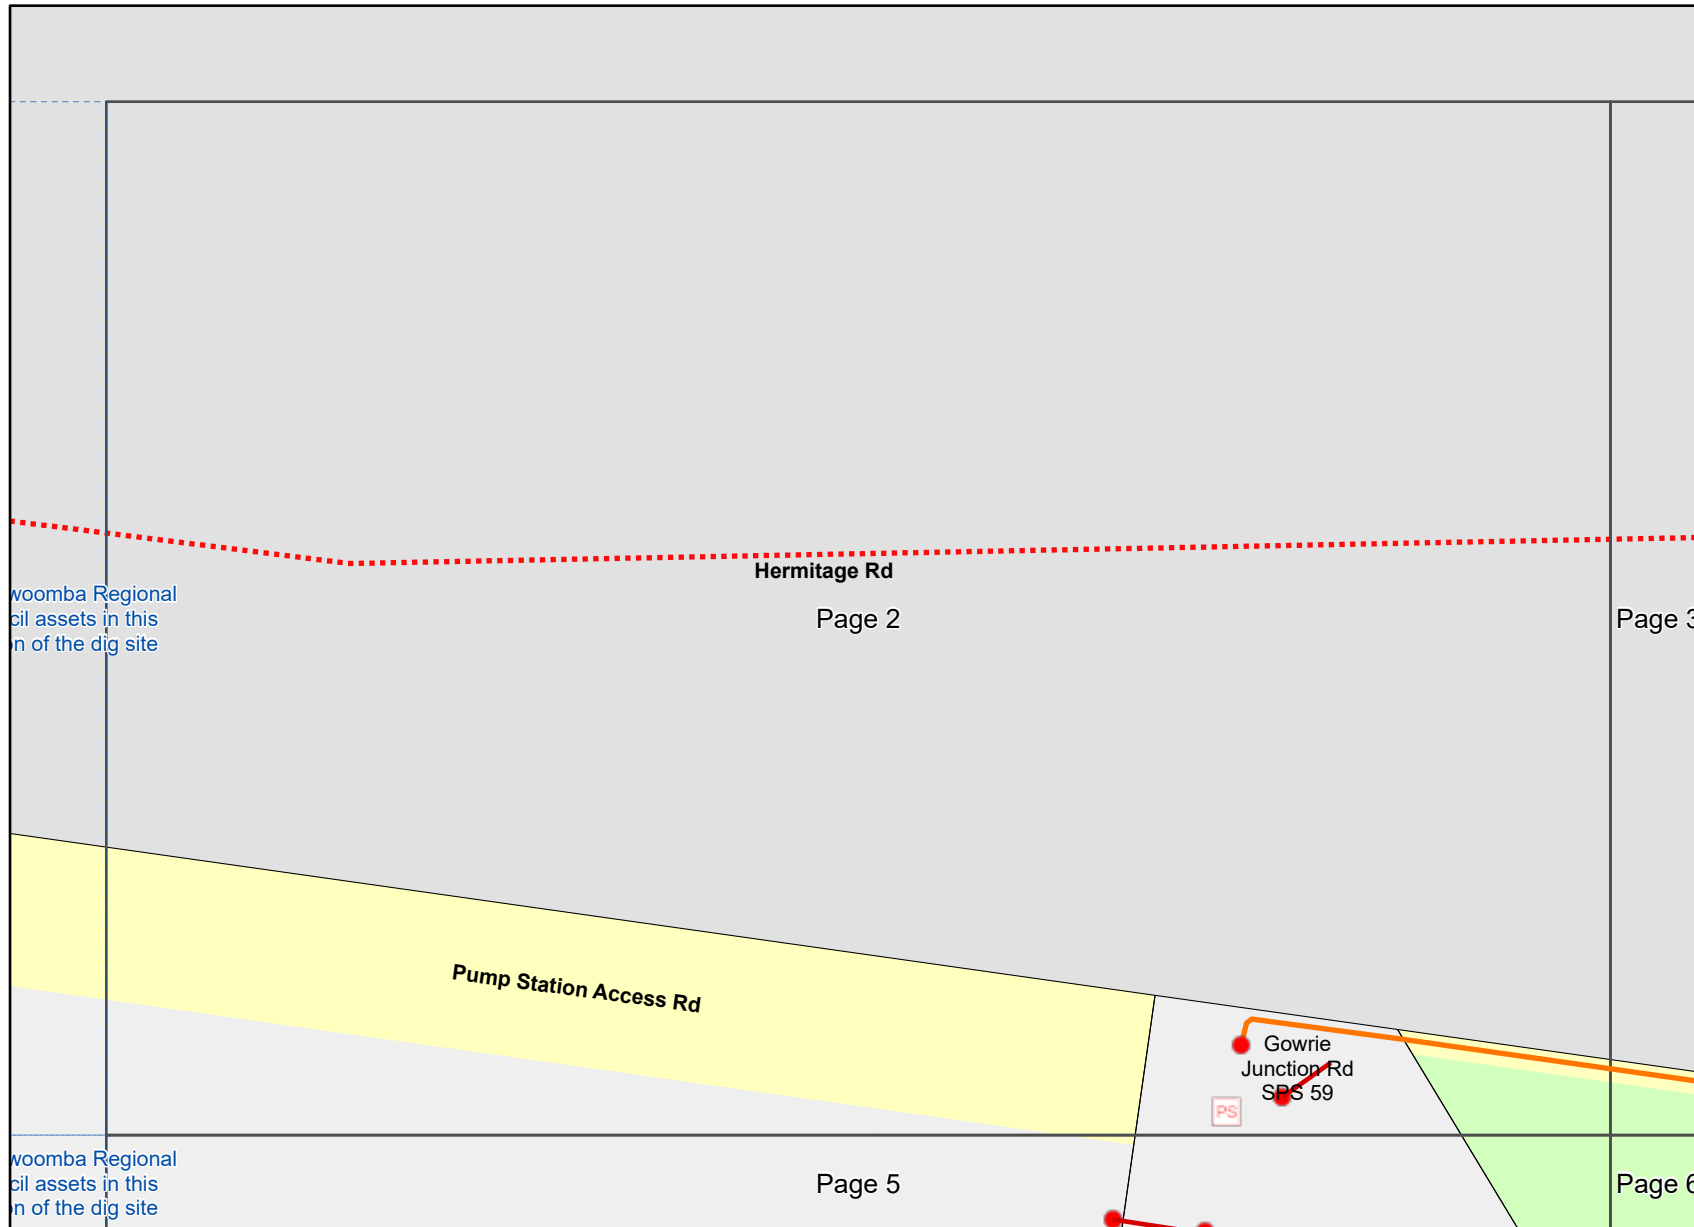 Hermitage Rd
woomba Regional
cil assets in this
n of the dig site
Page 2
Page 3
Pump Station Access Rd
Gowrie
Junction Rd
SPS 59
PS
woomba Regional
cil assets in this
n of the dig site
Page 5
Page 6